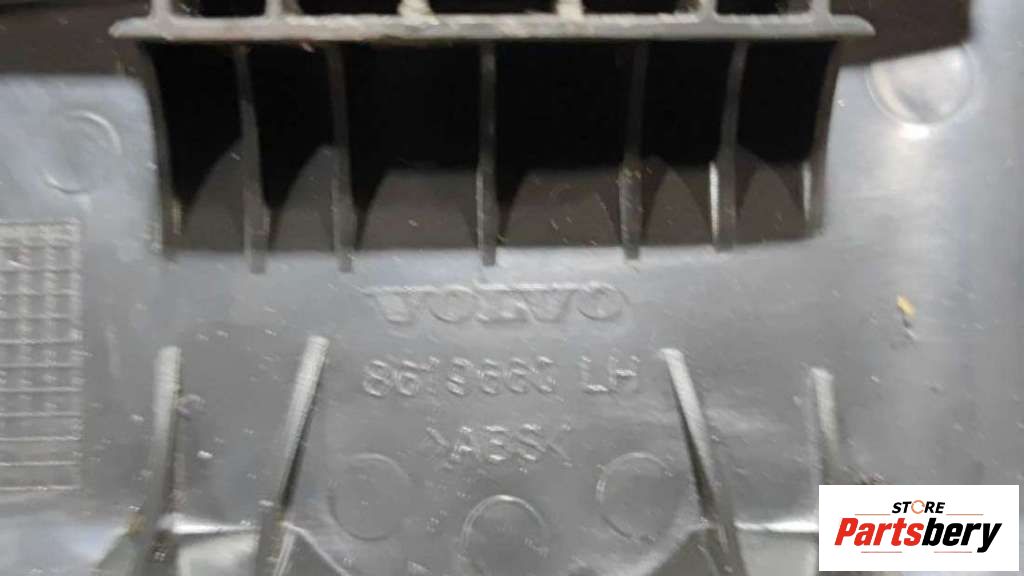 VOLVO
LH
>ABS<
STORE
Partsbery